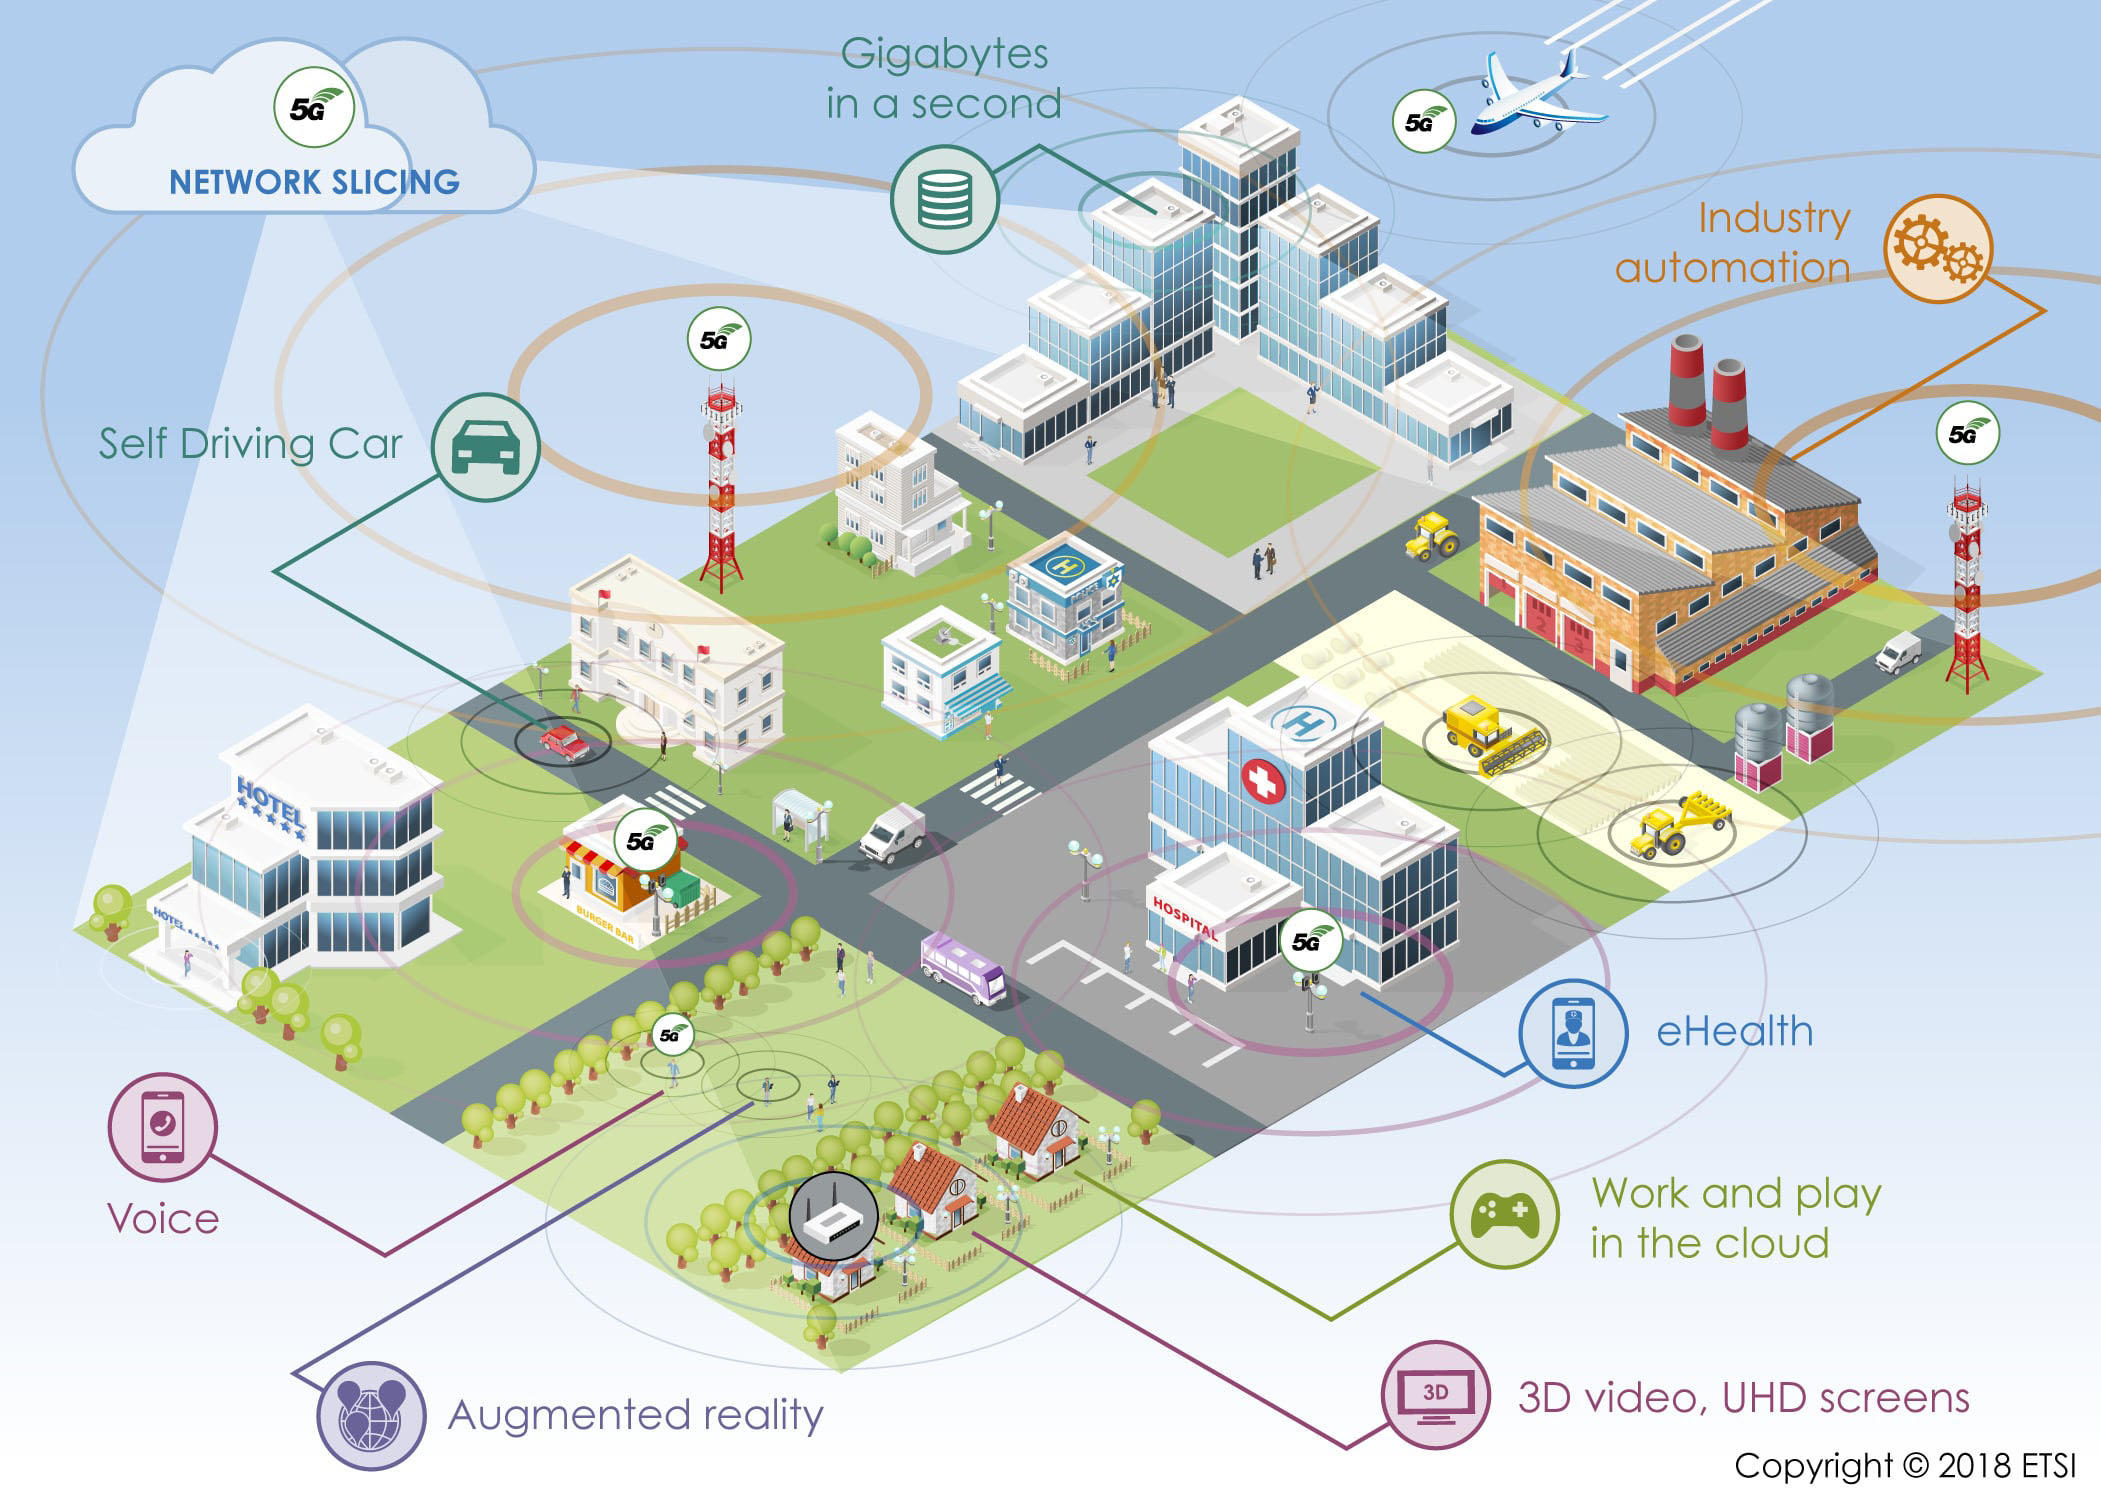 5G
NETWORK SLICING
Gigabytes
in a second
5G
Industry
automation
5G
5G
Self Driving Car
H
2
3
H
HOTEL
HOTEL
5G
BURGER BAR
HOSPITAL
5G
5G
eHealth
Voice
Work and play
in the cloud
Augmented reality
3D
3D video, UHD screens
Copyright © 2018 ETSI